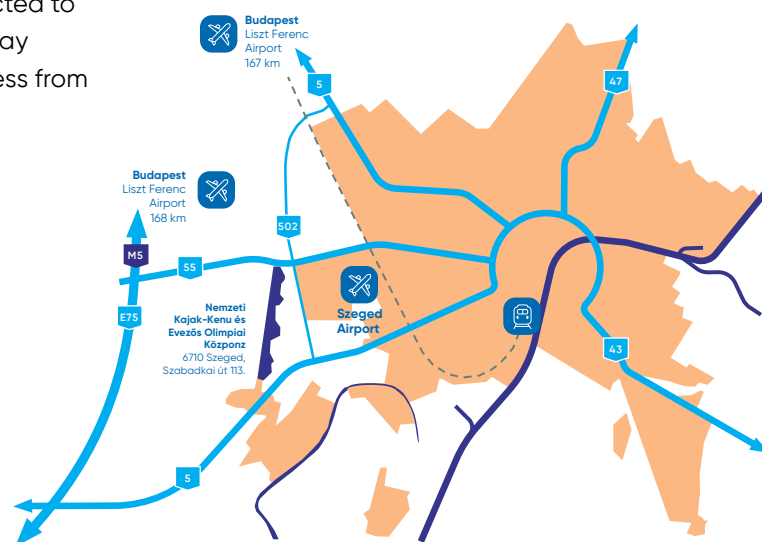 cted to
ay
ess from
Budapest
Liszt Ferenc
Airport
167 km
5
47
Budapest
Liszt Ferenc
Airport
168 km
502
M5
55
E75
Nemzeti
Kajak-Kenu és
Evezős Olimpiai
Központz
6710 Szeged,
Szabadkai út 113.
Szeged
Airport
43
5